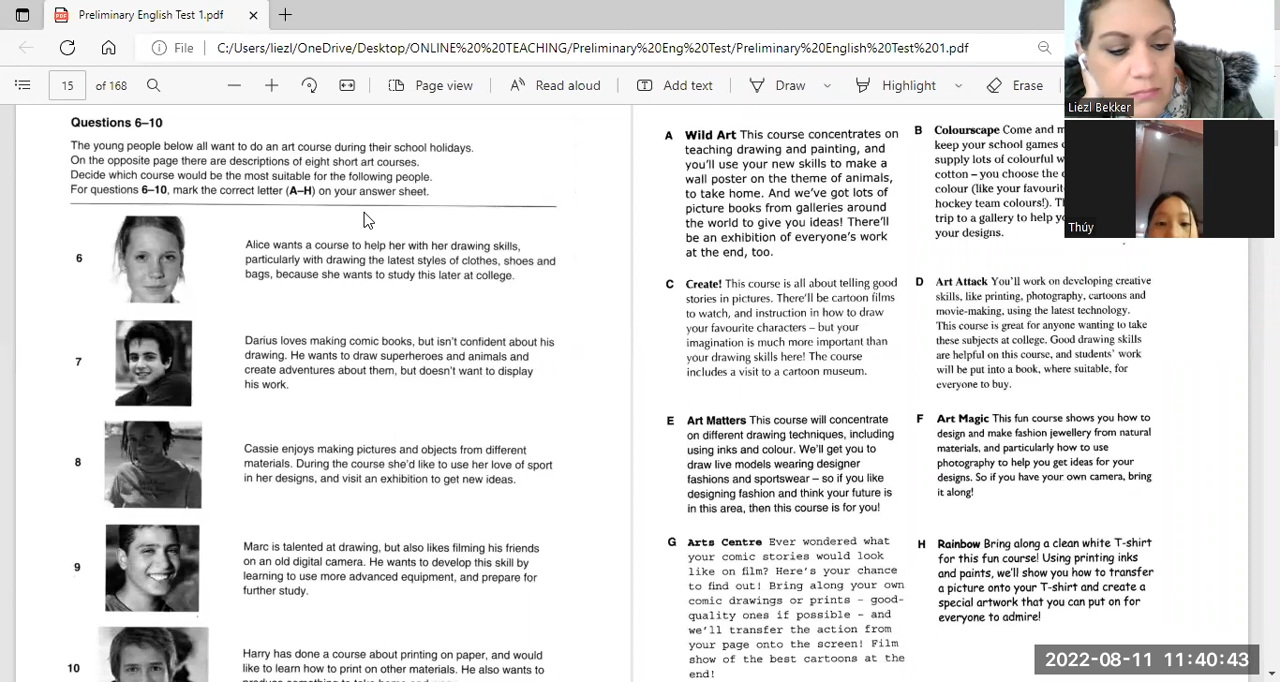 Preliminary English Test 1.pdf
File
C:/Users/liezl/OneDrive/Desktop/ONLINE%20%20TEACHING/Preliminary%20Eng%20Test/Preliminary%20English%20Test%201.pdf
15 of 168
Page view
Read aloud
Add text
Draw
Highlight
Erase
Liezl Bekker
Thúy
Questions 6–10
The young people below all want to do an art course during their school holidays.
On the opposite page there are descriptions of eight short art courses.
Decide which course would be the most suitable for the following people.
For questions 6–10, mark the correct letter (A–H) on your answer sheet.
6
Alice wants a course to help her with her drawing skills,
particularly with drawing the latest styles of clothes, shoes and
bags, because she wants to study this later at college.
7
Darius loves making comic books, but isn't confident about his
drawing. He wants to draw superheroes and animals and
create adventures about them, but doesn't want to display
his work.
8
Cassie enjoys making pictures and objects from different
materials. During the course she'd like to use her love of sport
in her designs, and visit an exhibition to get new ideas.
9
Marc is talented at drawing, but also likes filming his friends
on an old digital camera. He wants to develop this skill by
learning to use more advanced equipment, and prepare for
further study.
10
Harry has done a course about printing on paper, and would
like to learn how to print on other materials. He also wants to
A Wild Art This course concentrates on
teaching drawing and painting, and
you'll use your new skills to make a
wall poster on the theme of animals,
to take home. And we've got lots of
picture books from galleries around
the world to give you ideas! There'll
be an exhibition of everyone's work
at the end, too.
B Colourscape Come and
keep your school games
supply lots of colourful
cotton – you choose the
colour (like your favourite
hockey team colours!).
trip to a gallery to help
your designs.
C Create! This course is all about telling good
stories in pictures. There'll be cartoon films
to watch, and instruction in how to draw
your favourite characters – but your
imagination is much more important than
your drawing skills here! The course
includes a visit to a cartoon museum.
D Art Attack You'll work on developing creative
skills, like printing, photography, cartoons and
movie-making, using the latest technology.
This course is great for anyone wanting to take
these subjects at college. Good drawing skills
are helpful on this course, and students' work
will be put into a book, where suitable, for
everyone to buy.
E Art Matters This course will concentrate
on different drawing techniques, including
using inks and colour. We'll get you to
draw live models wearing designer
fashions and sportswear – so if you like
designing fashion and think your future is
in this area, then this course is for you!
F Art Magic This fun course shows you how to
design and make fashion jewellery from natural
materials, and particularly how to use
photography to help you get ideas for your
designs. So if you have your own camera, bring
it along!
G Arts Centre Ever wondered what
your comic stories would look
like on film? Here's your chance
to find out! Bring along your own
comic drawings or prints – good-
quality ones if possible – and
we'll transfer the action from
your page onto the screen! Film
show of the best cartoons at the
end!
H Rainbow Bring along a clean white T-shirt
for this fun course! Using printing inks
and paints, we'll show you how to transfer
a picture onto your T-shirt and create a
special artwork that you can put on for
everyone to admire!
2022-08-11 11:40:43